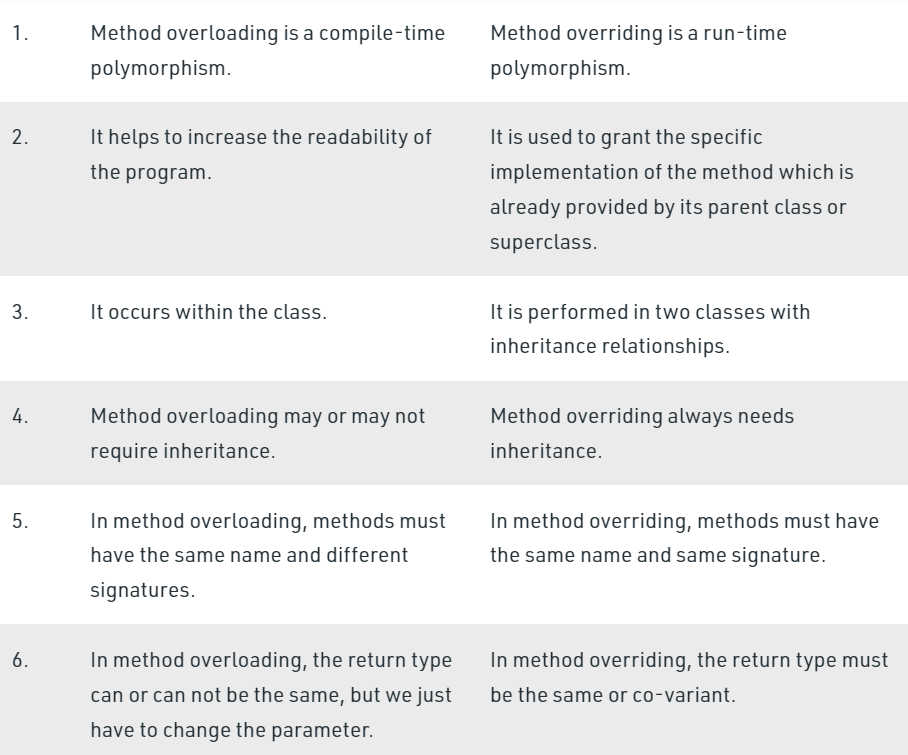 1. Method overloading is a compile-time Method overriding is a run-time
polymorphism. polymorphism.
2. It helps to increase the readability of It is used to grant the specific
the program. implementation of the method which is
already provided by its parent class or
superclass.
3. It occurs within the class. It is performed in two classes with
inheritance relationships.
4. Method overloading may or may not Method overriding always needs
require inheritance. inheritance.
5. In method overloading, methods must In method overriding, methods must have
have the same name and different the same name and same signature.
signatures.
6. In method overloading, the return type In method overriding, the return type must
can or can not be the same, but we just be the same or co-variant.
have to change the parameter.